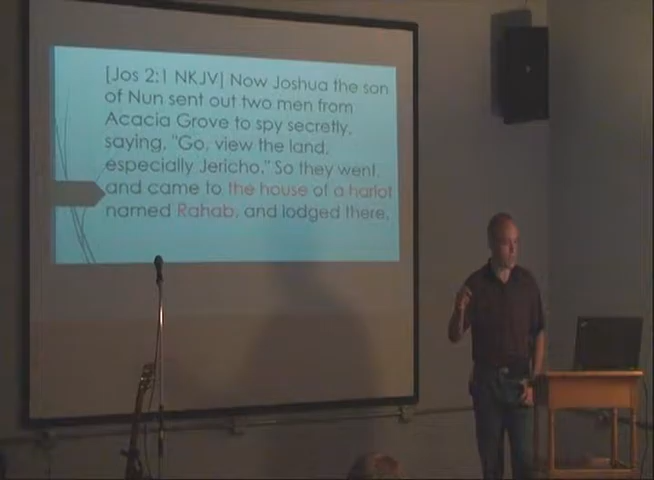 [Jos 2:1 NKJV] Now Joshua the son
of Nun sent out two men from
Acacia Grove to spy secretly,
saying, "Go, view the land,
especially Jericho." So they went,
and came to the house of a harlot
named Rahab, and lodged there.